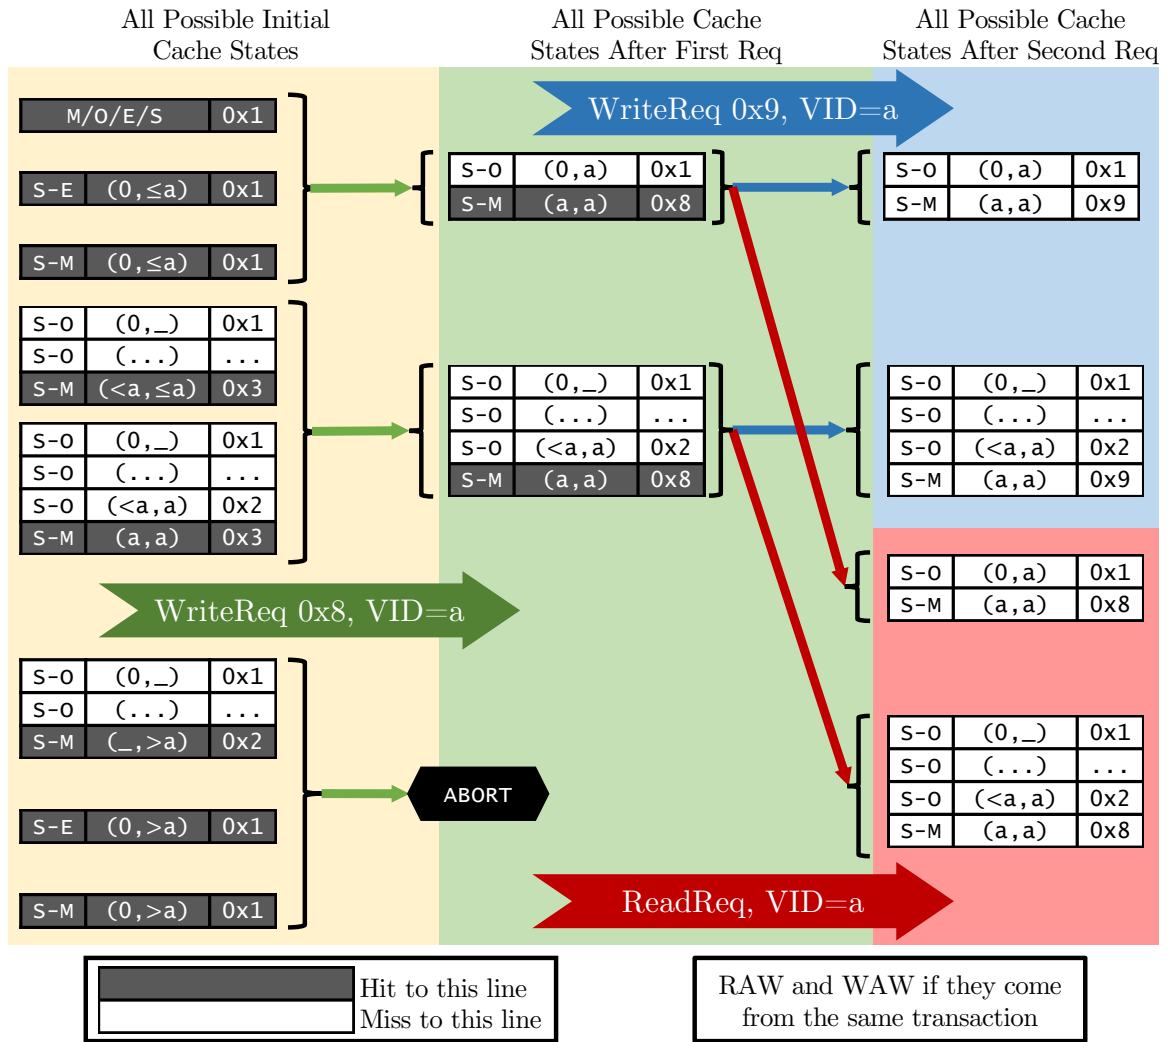 All Possible Initial
Cache States
All Possible Cache
States After First Req
All Possible Cache
States After Second Req
M/O/E/S 0x1
S-E (0,≤a) 0x1
S-M (0,≤a) 0x1
S-O (0,_) 0x1
S-O (...) ...
S-M (<a,≤a) 0x3
S-O (0,_) 0x1
S-O (...) ...
S-O (<a,a) 0x2
S-M (a,a) 0x3
WriteReq 0x8, VID=a
S-O (0,_) 0x1
S-O (...) ...
S-M (_,>a) 0x2
S-E (0,>a) 0x1
S-M (0,>a) 0x1
WriteReq 0x9, VID=a
S-O (0,a) 0x1
S-M (a,a) 0x8
S-O (0,_) 0x1
S-O (...) ...
S-O (<a,a) 0x2
S-M (a,a) 0x8
ABORT
ReadReq, VID=a
S-O (0,a) 0x1
S-M (a,a) 0x9
S-O (0,_) 0x1
S-O (...) ...
S-O (<a,a) 0x2
S-M (a,a) 0x9
S-O (0,a) 0x1
S-M (a,a) 0x8
S-O (0,_) 0x1
S-O (...) ...
S-O (<a,a) 0x2
S-M (a,a) 0x8
Hit to this line
Miss to this line
RAW and WAW if they come
from the same transaction